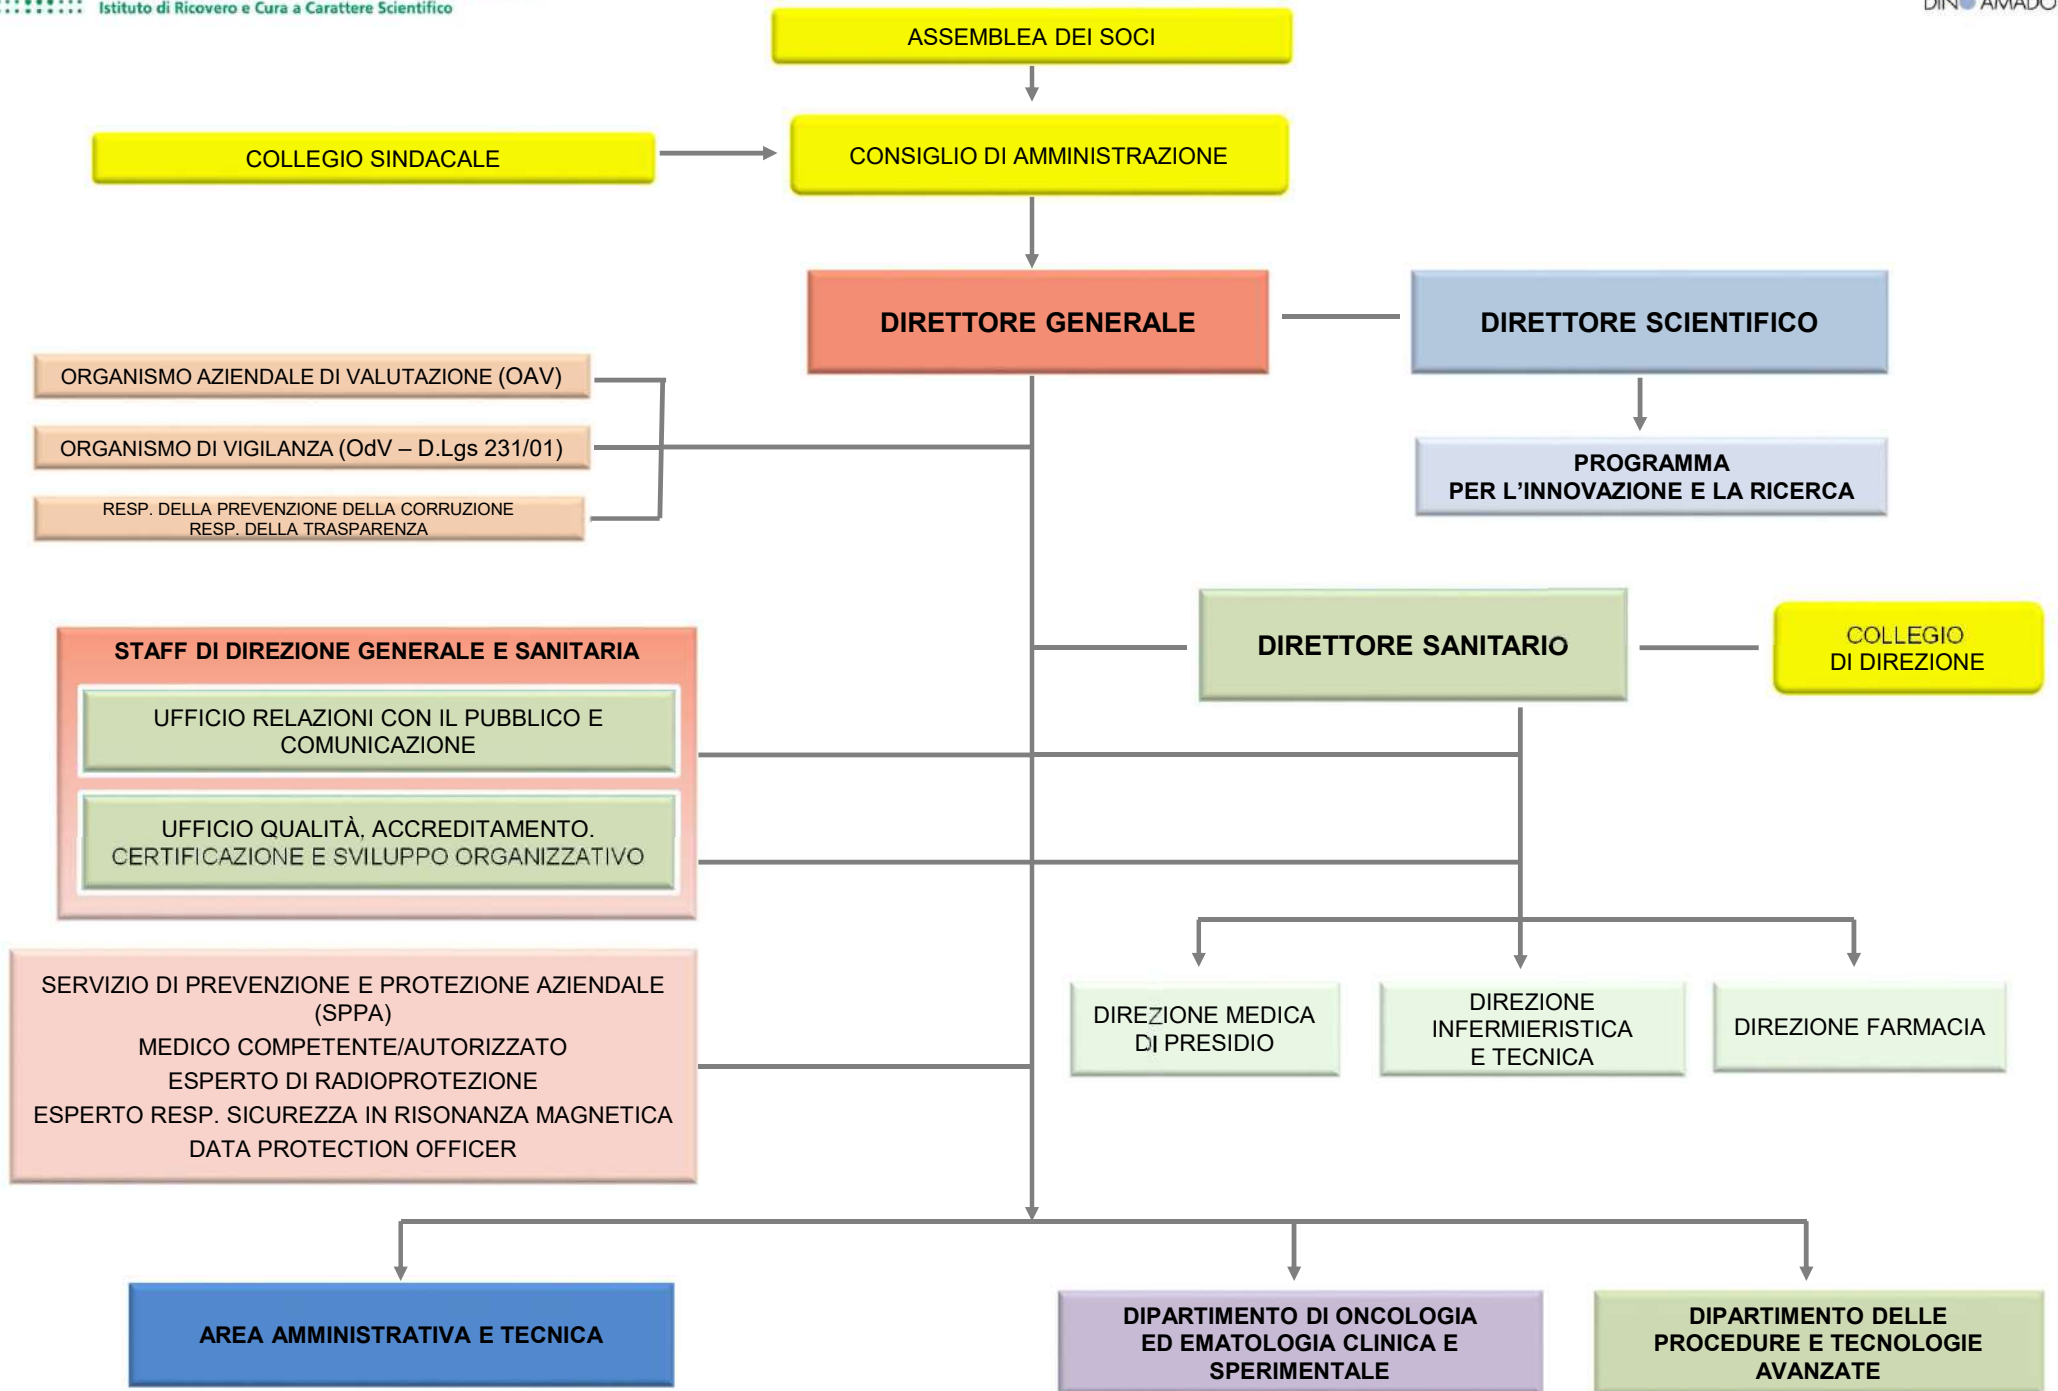 Istituto di Ricovero e Cura a Carattere Scientifico
ASSEMBLEA DEI SOCI
COLLEGIO SINDACALE
CONSIGLIO DI AMMINISTRAZIONE
DIRETTORE GENERALE
DIRETTORE SCIENTIFICO
ORGANISMO AZIENDALE DI VALUTAZIONE (OAV)
ORGANISMO DI VIGILANZA (OdV – D.Lgs 231/01)
RESP. DELLA PREVENZIONE DELLA CORRUZIONE
RESP. DELLA TRASPARENZA
PROGRAMMA
PER L'INNOVAZIONE E LA RICERCA
DIRETTORE SANITARIO
COLLEGIO
DI DIREZIONE
STAFF DI DIREZIONE GENERALE E SANITARIA
UFFICIO RELAZIONI CON IL PUBBLICO E
COMUNICAZIONE
UFFICIO QUALITÀ, ACCREDITAMENTO.
CERTIFICAZIONE E SVILUPPO ORGANIZZATIVO
SERVIZIO DI PREVENZIONE E PROTEZIONE AZIENDALE
(SPPA)
MEDICO COMPETENTE/AUTORIZZATO
ESPERTO DI RADIOPROTEZIONE
ESPERTO RESP. SICUREZZA IN RISONANZA MAGNETICA
DATA PROTECTION OFFICER
DIREZIONE MEDICA
DI PRESIDIO
DIREZIONE
INFERMIERISTICA
E TECNICA
DIREZIONE FARMACIA
AREA AMMINISTRATIVA E TECNICA
DIPARTIMENTO DI ONCOLOGIA
ED EMATOLOGIA CLINICA E
SPERIMENTALE
DIPARTIMENTO DELLE
PROCEDURE E TECNOLOGIE
AVANZATE